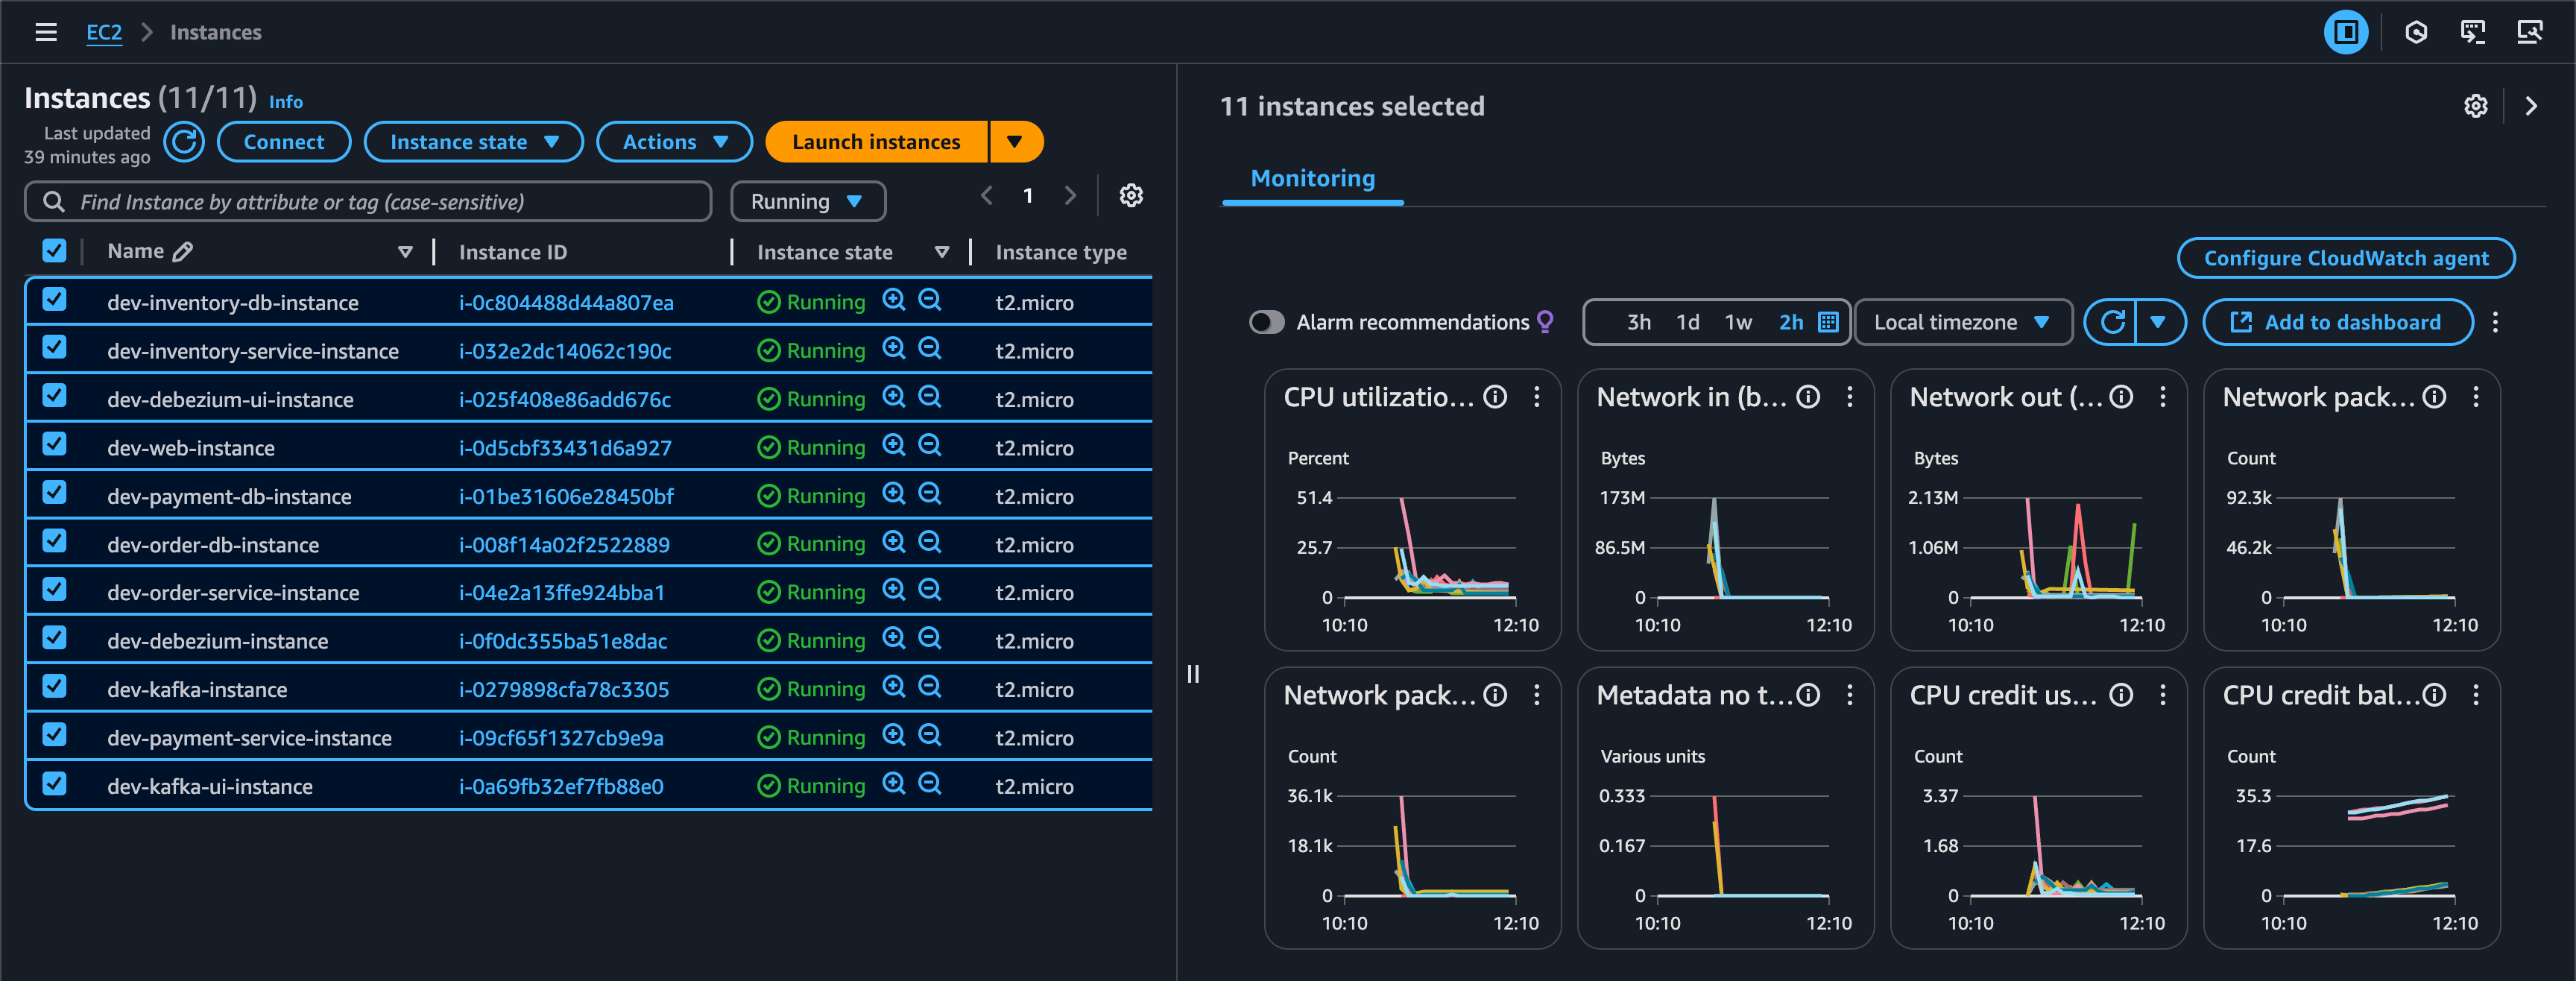 EC2 Instances
Instances (11/11) Info
Last updated
39 minutes ago
Connect Instance state Actions Launch instances
Find Instance by attribute or tag (case-sensitive) Running 1
Name Instance ID Instance state Instance type
dev-inventory-db-instance i-0c804488d44a807ea Running t2.micro
dev-inventory-service-instance i-032e2dc14062c190c Running t2.micro
dev-debezium-ui-instance i-025f408e86add676c Running t2.micro
dev-web-instance i-0d5cbf33431d6a927 Running t2.micro
dev-payment-db-instance i-01be31606e28450bf Running t2.micro
dev-order-db-instance i-008f14a02f2522889 Running t2.micro
dev-order-service-instance i-04e2a13ffe924bba1 Running t2.micro
dev-debezium-instance i-0f0dc355ba51e8dac Running t2.micro
dev-kafka-instance i-0279898cfa78c3305 Running t2.micro
dev-payment-service-instance i-09cf65f1327cb9e9a Running t2.micro
dev-kafka-ui-instance i-0a69fb32ef7fb88e0 Running t2.micro
11 instances selected
Monitoring
Configure CloudWatch agent
Alarm recommendations 3h 1d 1w 2h Local timezone Add to dashboard
CPU utilizatio...
Percent
51.4
25.7
0
10:10 12:10
Network in (b...
Bytes
173M
86.5M
0
10:10 12:10
Network out (...
Bytes
2.13M
1.06M
0
10:10 12:10
Network pack...
Count
92.3k
46.2k
0
10:10 12:10
Network pack...
Count
36.1k
18.1k
0
10:10 12:10
Metadata no t...
Various units
0.333
0.167
0
10:10 12:10
CPU credit us...
Count
3.37
1.68
0
10:10 12:10
CPU credit bal...
Count
35.3
17.6
0
10:10 12:10